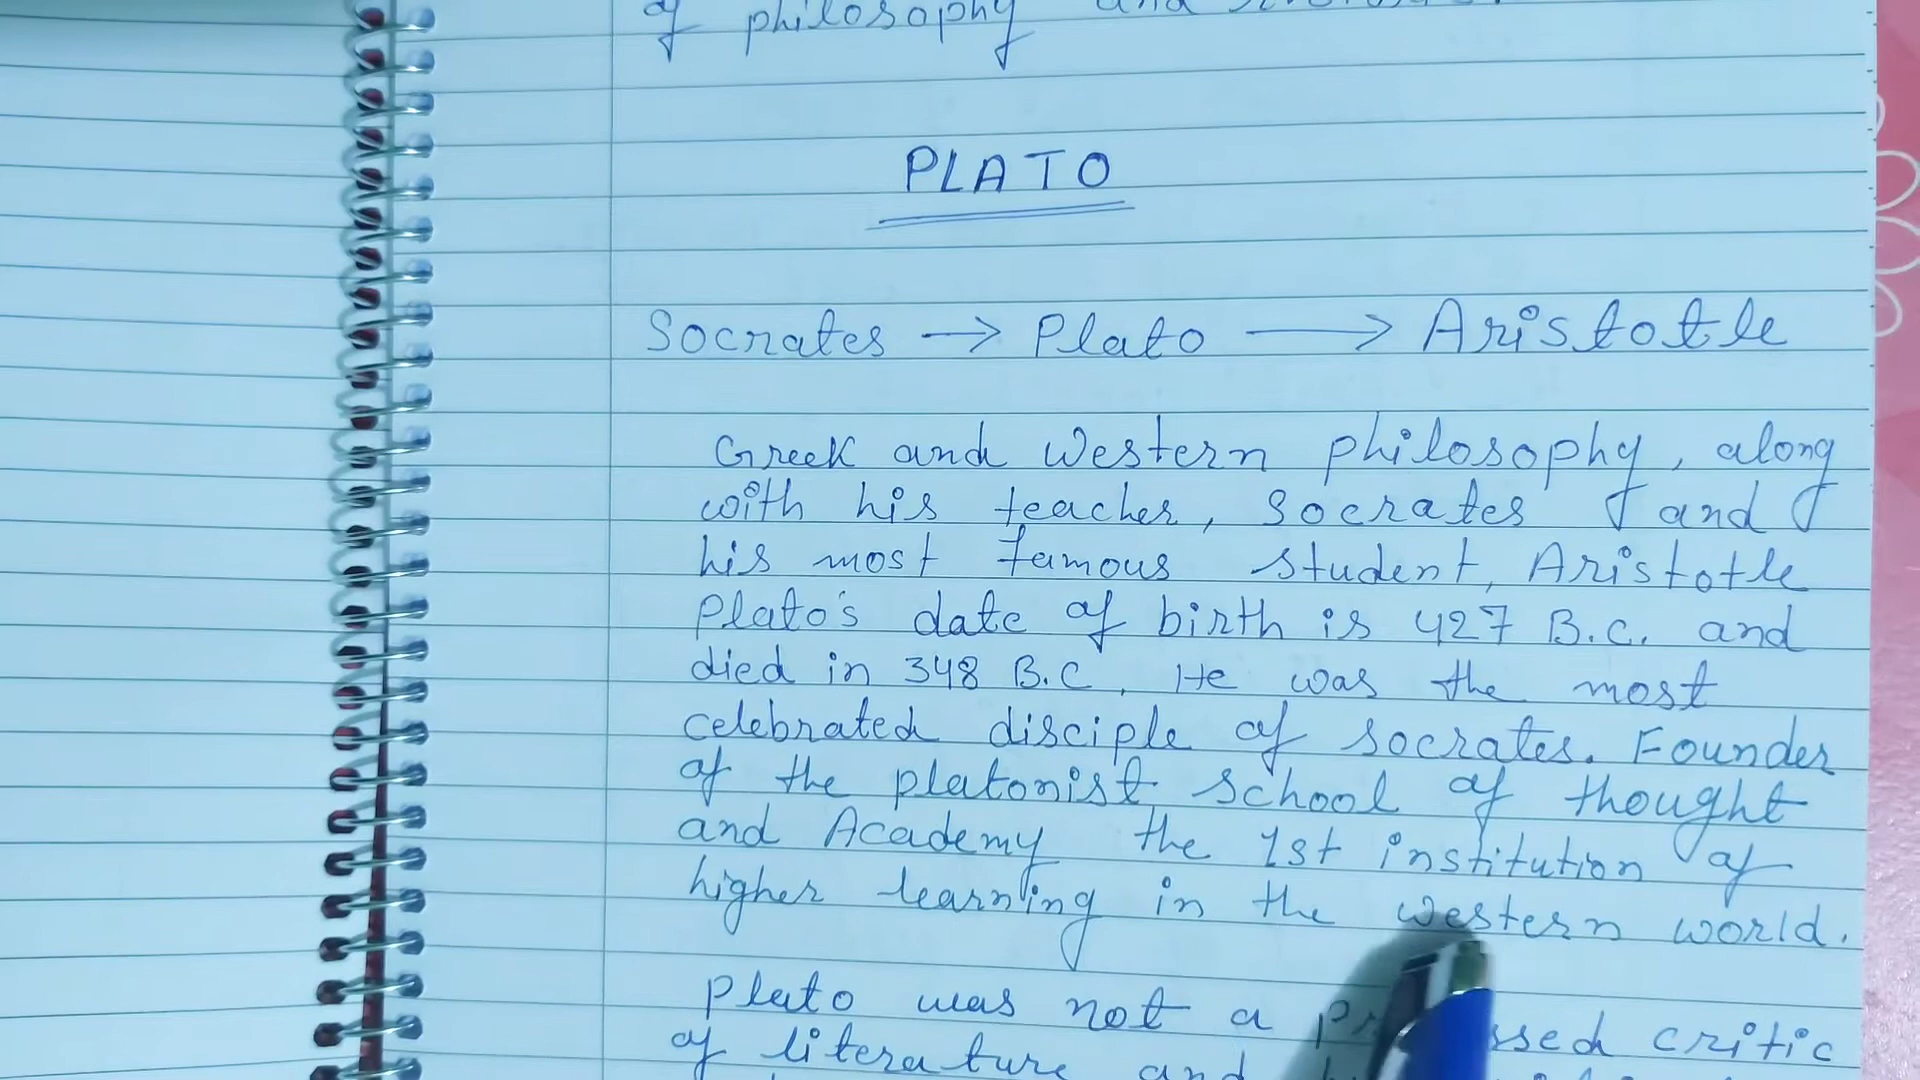 of philosophy and
PLATO
Socrates → Plato → Aristotle
Greek and Western philosophy, along
with his teacher, Socrates and
his most famous student, Aristotle
Plato's date of birth is 427 B.C. and
died in 348 B.C. He was the most
celebrated disciple of Socrates. Founder
of the platonist school of thought
and Academy the 1st institution of
higher learning in the western world.
Plato was not a critic
of literature and